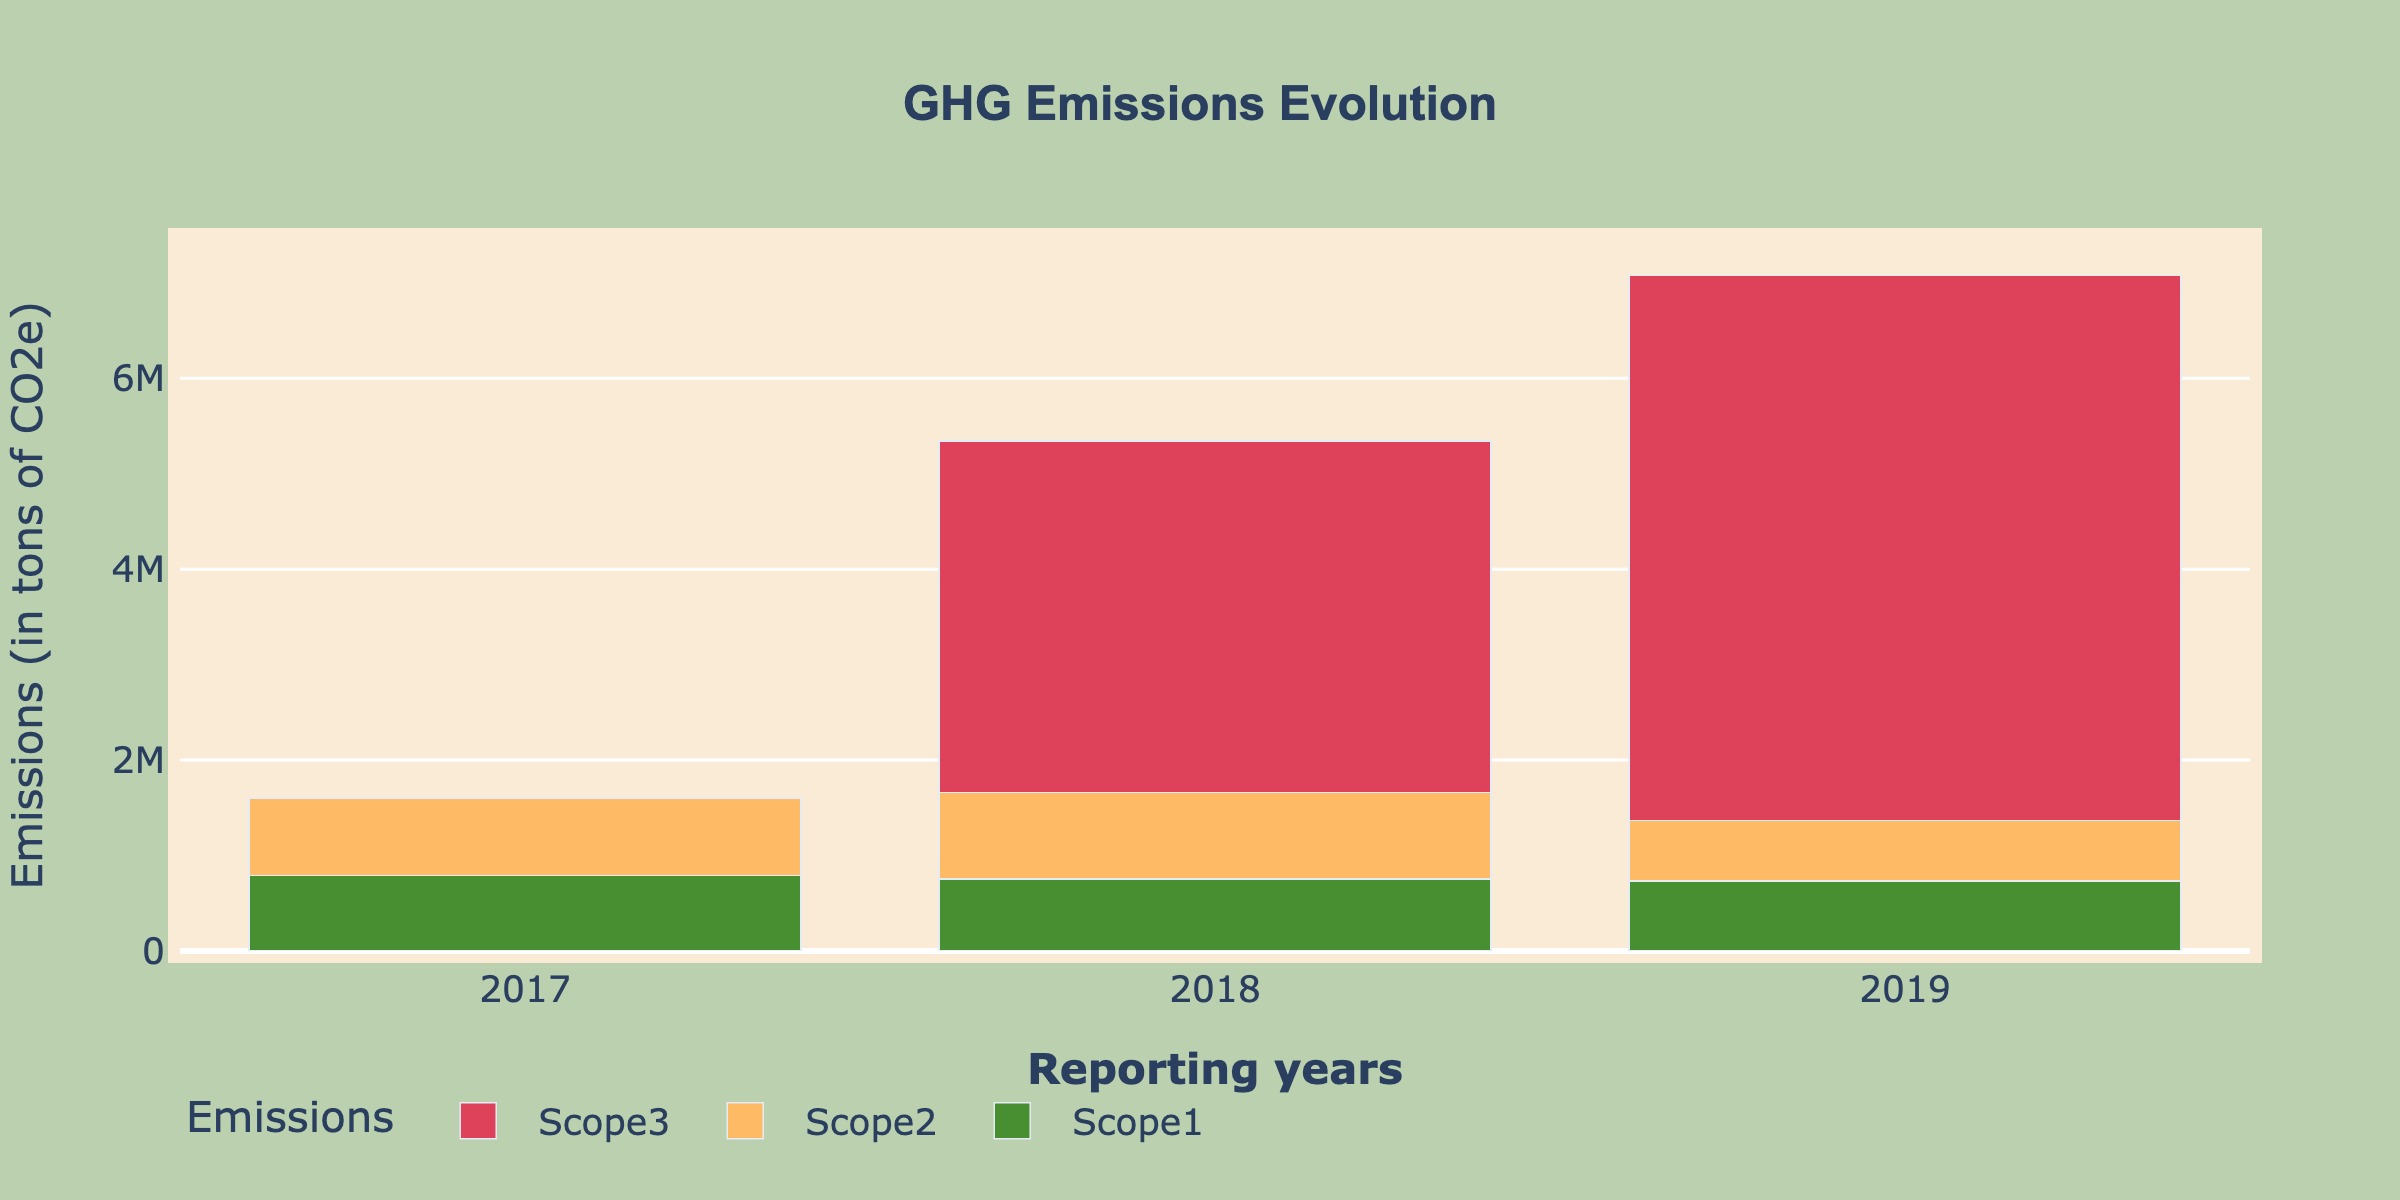 GHG Emissions Evolution
Emissions (in tons of CO2e)
6M
4M
2M
0
2017 2018 2019
Reporting years
Emissions Scope3 Scope2 Scope1